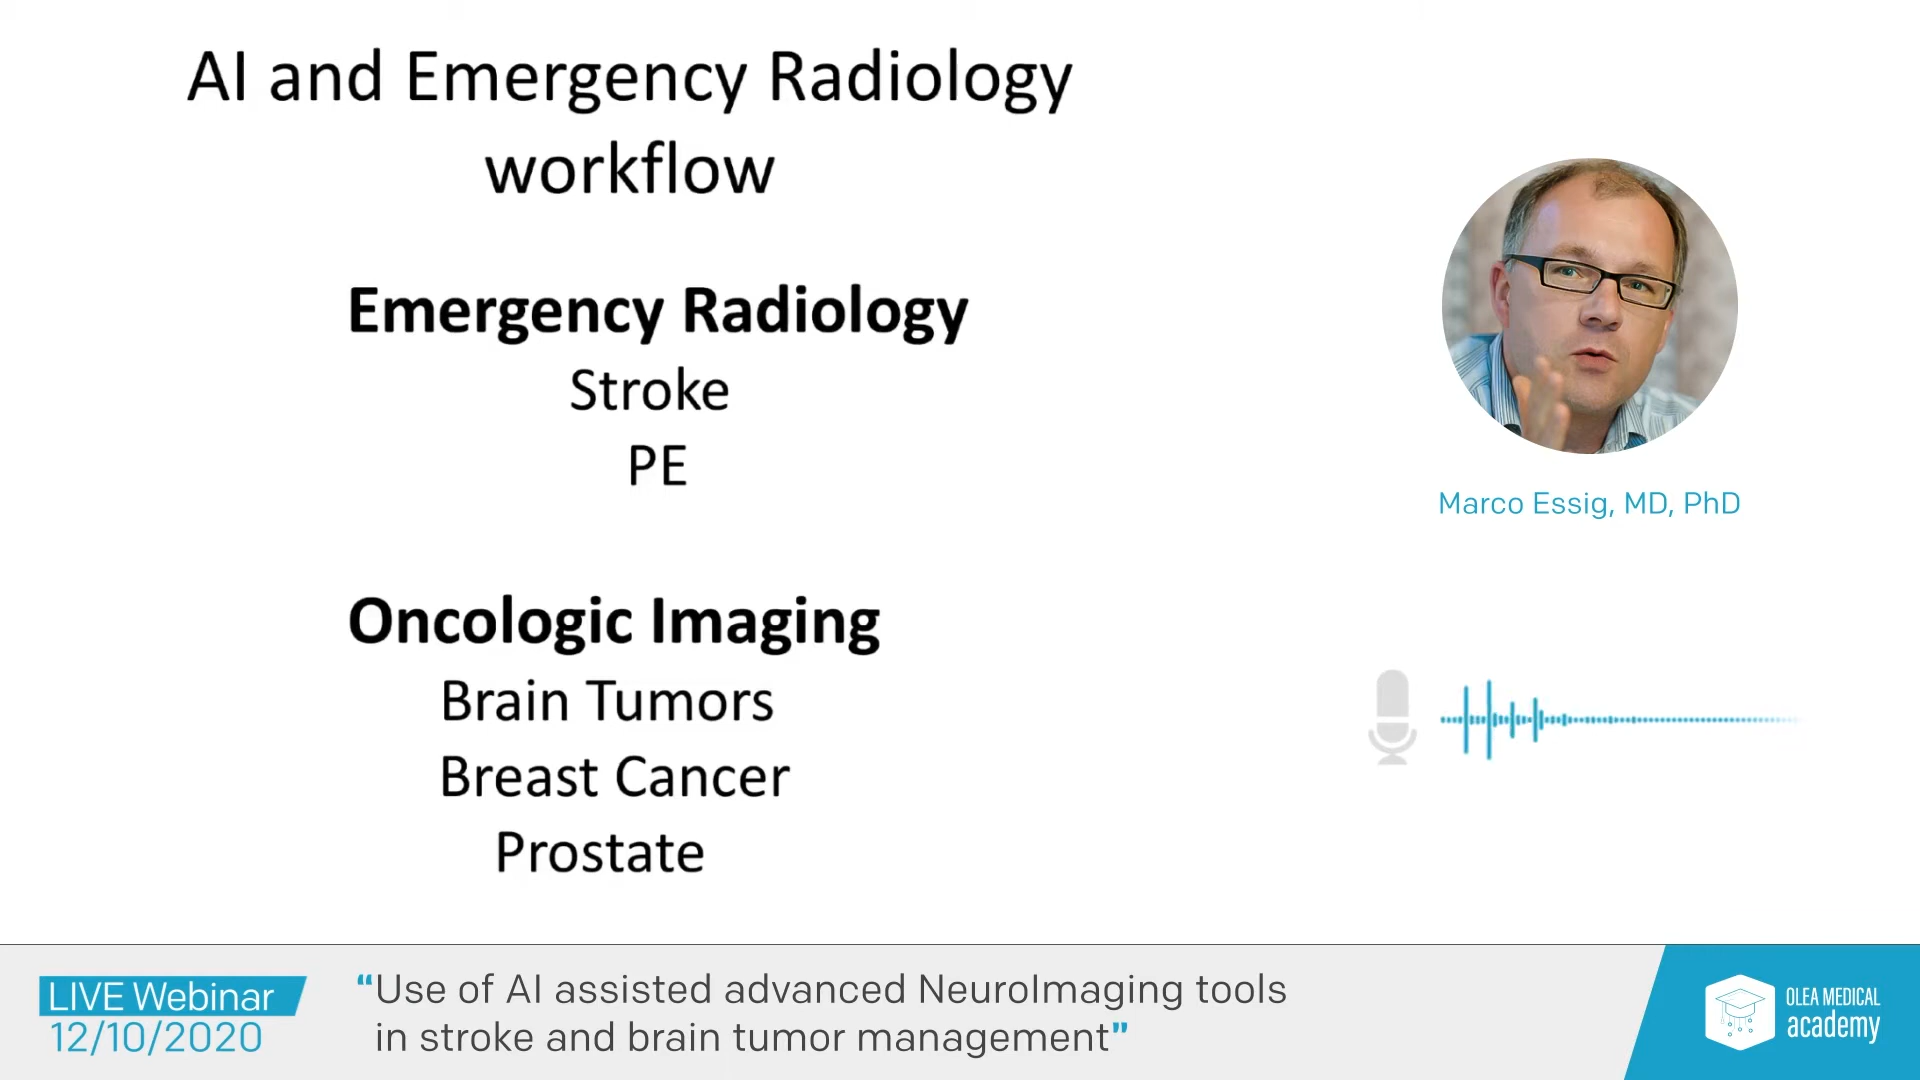 AI and Emergency Radiology
workflow
Emergency Radiology
Stroke
PE
Oncologic Imaging
Brain Tumors
Breast Cancer
Prostate
Marco Essig, MD, PhD
LIVE Webinar
12/10/2020
“Use of AI assisted advanced NeuroImaging tools
in stroke and brain tumor management”
OLEA MEDICAL
academy